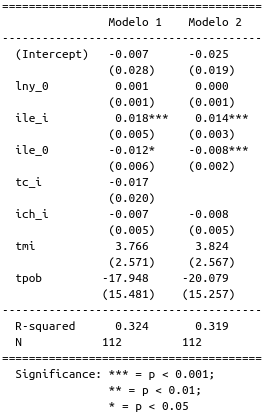 ==========================================
Modelo 1 Modelo 2
------------------------------------------
(Intercept) -0.007 -0.025
(0.028) (0.019)
lny_0 0.001 0.000
(0.001) (0.001)
ile_i 0.018*** 0.014***
(0.005) (0.003)
ile_0 -0.012* -0.008***
(0.006) (0.002)
tc_i -0.017
(0.020)
ich_i -0.007 -0.008
(0.005) (0.005)
tmi 3.766 3.824
(2.571) (2.567)
tpob -17.948 -20.079
(15.481) (15.257)
------------------------------------------
R-squared 0.324 0.319
N 112 112
==========================================
Significance: *** = p < 0.001;
** = p < 0.01;
* = p < 0.05